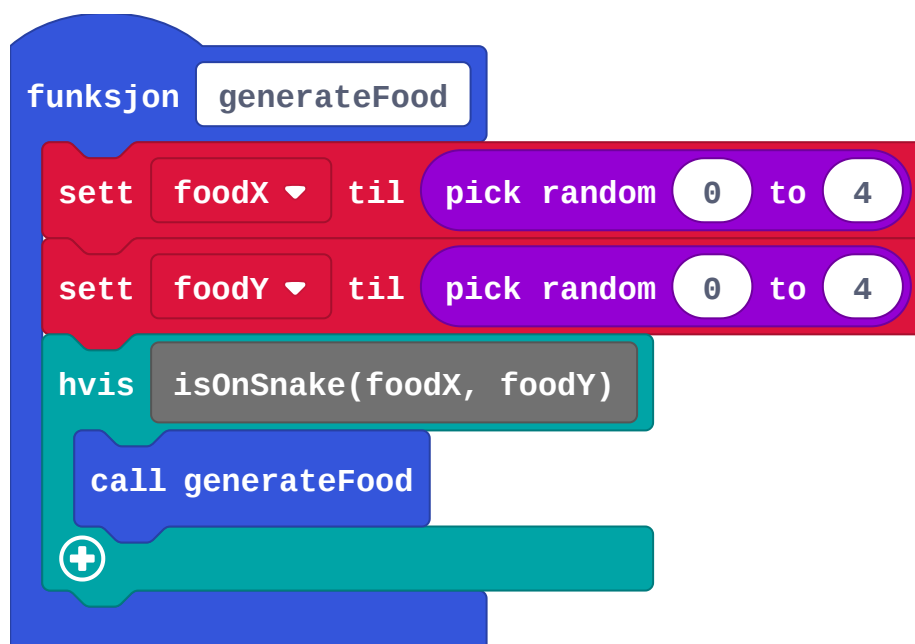 funksjon generateFood
sett foodX til pick random 0 to 4
sett foodY til pick random 0 to 4
hvis isOnSnake(foodX, foodY)
call generateFood